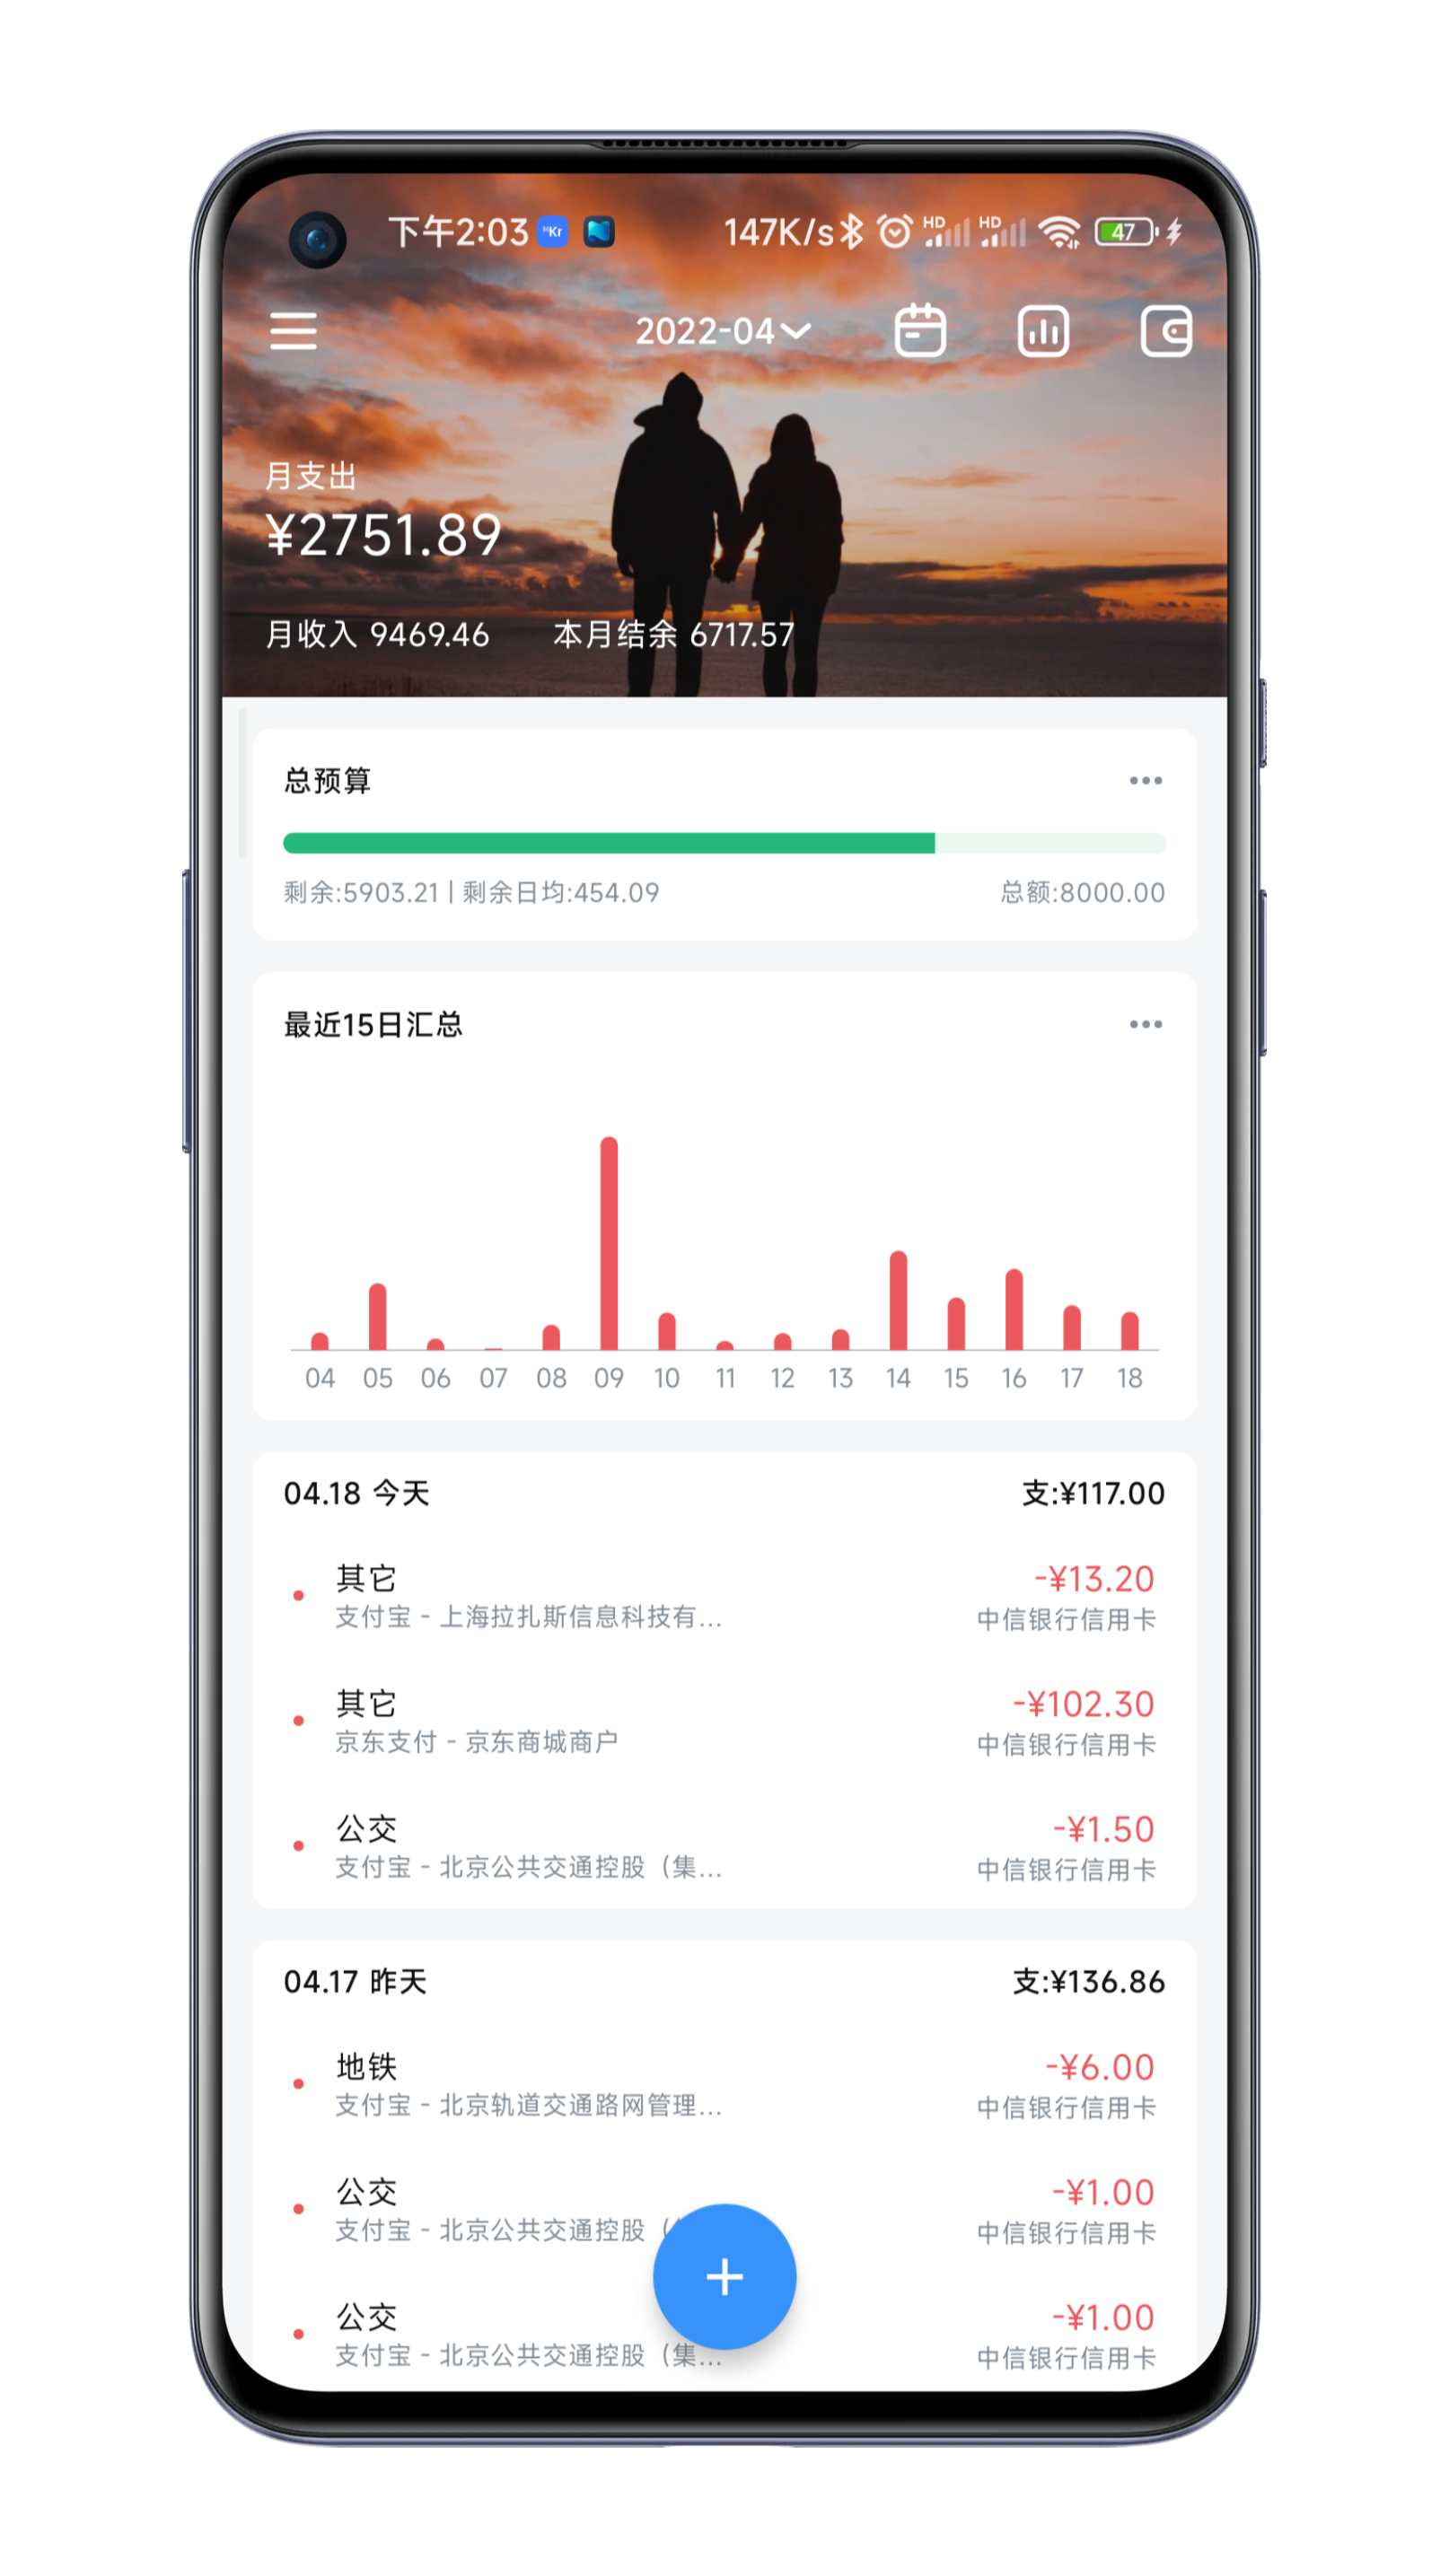 下午2:03
Kr
147K/s
HD
HD
47
2022-04
月支出
¥2751.89
月收入 9469.46 本月结余 6717.57
总预算
剩余:5903.21 | 剩余日均:454.09 总额:8000.00
最近15日汇总
04 05 06 07 08 09 10 11 12 13 14 15 16 17 18
04.18 今天 支:¥117.00
其它 -¥13.20
支付宝 - 上海拉扎斯信息科技有... 中信银行信用卡
其它 -¥102.30
京东支付 - 京东商城商户 中信银行信用卡
公交 -¥1.50
支付宝 - 北京公共交通控股（集... 中信银行信用卡
04.17 昨天 支:¥136.86
地铁 -¥6.00
支付宝 - 北京轨道交通路网管理... 中信银行信用卡
公交 -¥1.00
支付宝 - 北京公共交通控股（ 中信银行信用卡
公交 -¥1.00
支付宝 - 北京公共交通控股（集... 中信银行信用卡